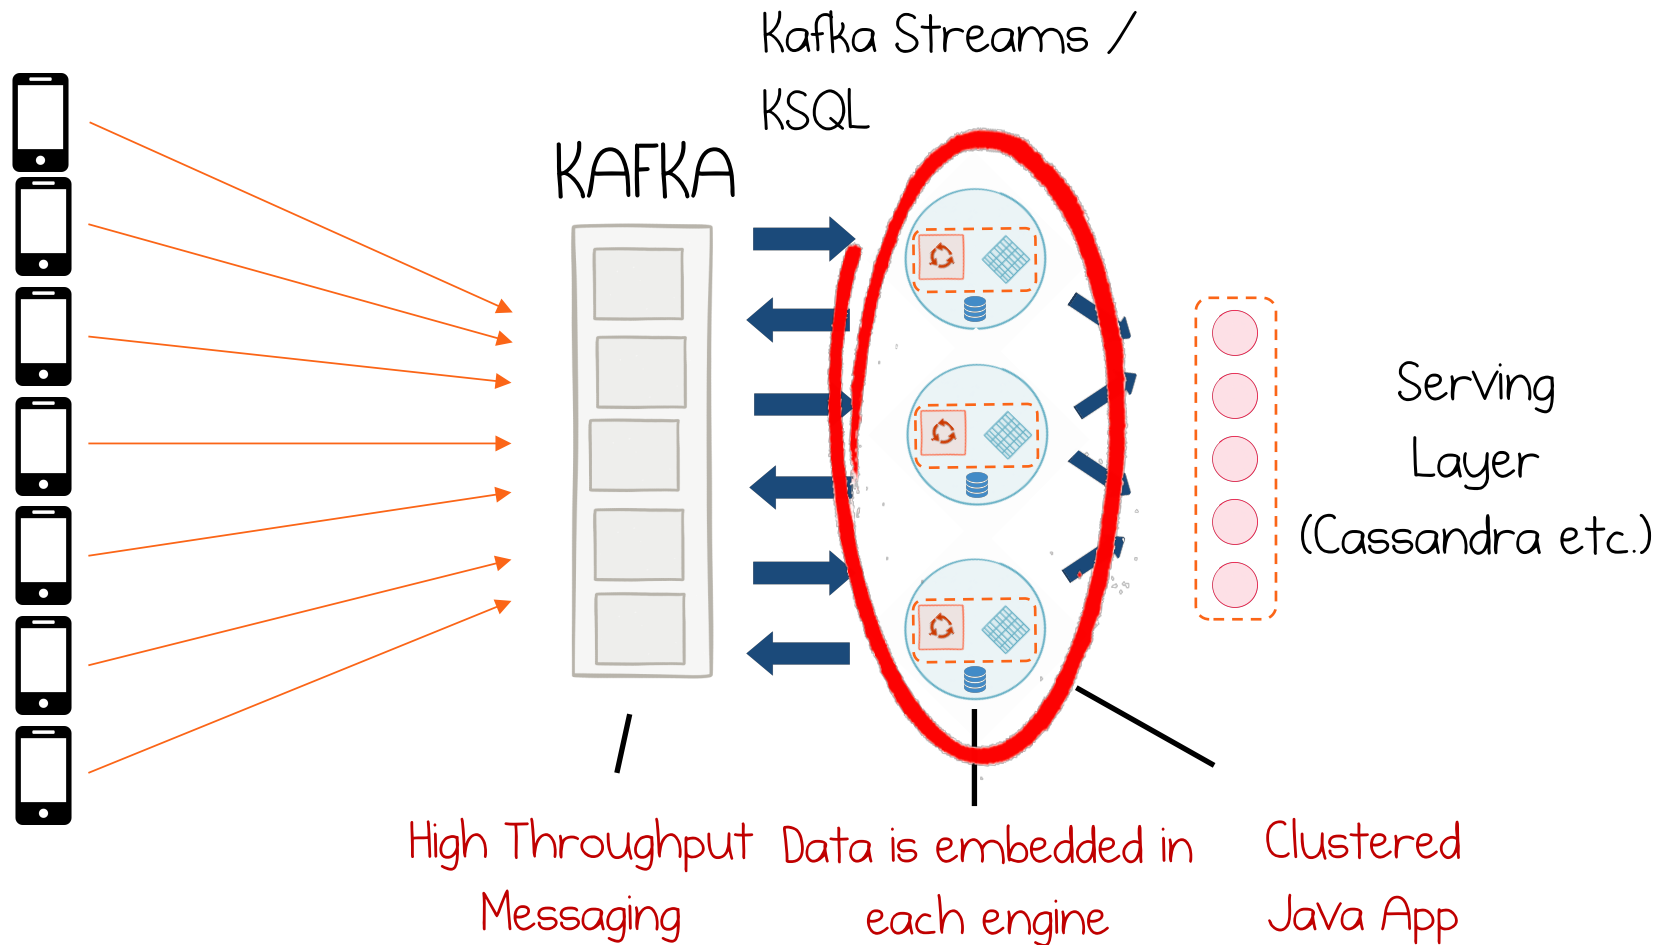 Kafka Streams /
KSQL
KAFKA
Serving
Layer
(Cassandra etc.)
High Throughput
Messaging
Data is embedded in
each engine
Clustered
Java App